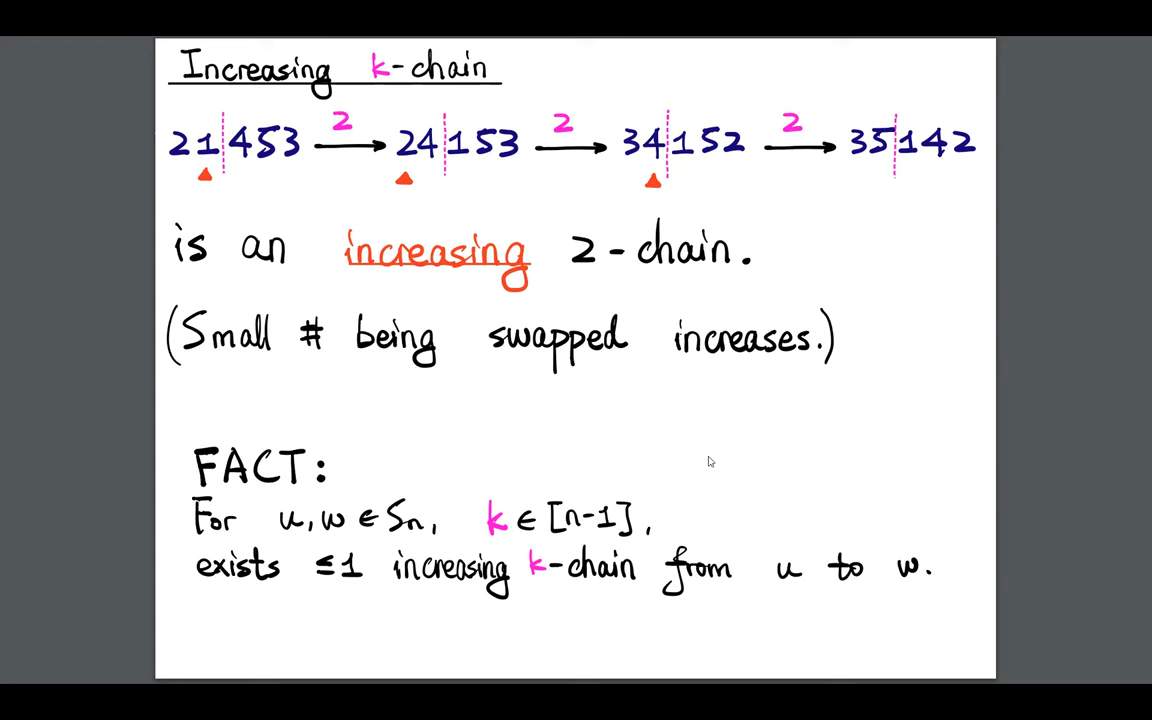 Increasing k-chain
2 2 2
21|453 → 24|153 → 34|152 → 35|142
is an increasing 2-chain.
(Small # being swapped increases.)
FACT:
For u, w ∈ Sn, k ∈ [n-1],
exists ≤1 increasing k-chain from u to w.